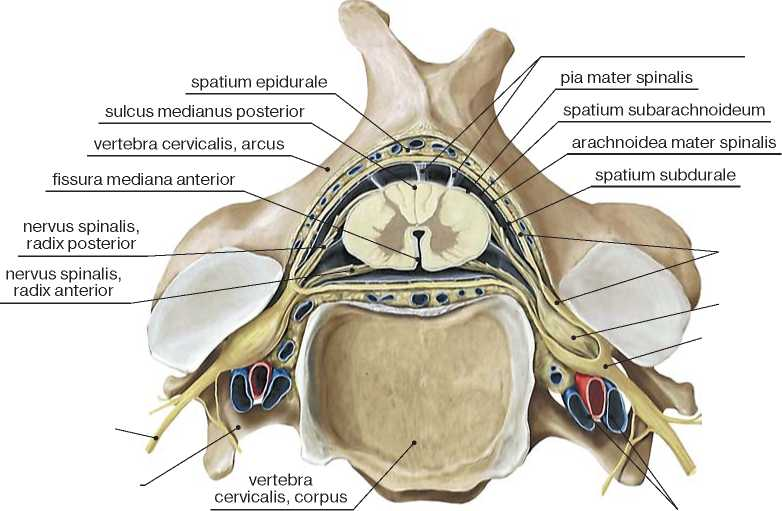 spatium epidurale
sulcus medianus posterior
vertebra cervicalis, arcus
fissura mediana anterior
nervus spinalis,
radix posterior
nervus spinalis,
radix anterior
pia mater spinalis
spatium subarachnoideum
arachnoidea mater spinalis
spatium subdurale
vertebra
cervicalis, corpus